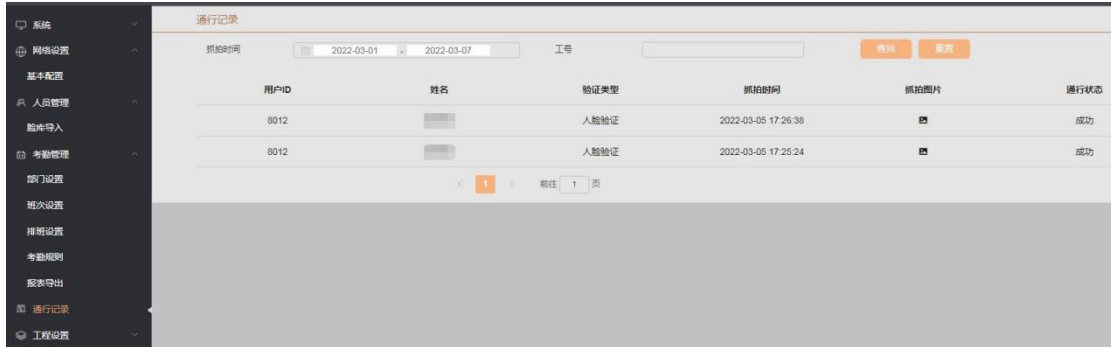 系统
网络设置
基本配置
人员管理
脸库导入
考勤管理
部门设置
班次设置
排班设置
考勤规则
报表导出
通行记录
工程设置
通行记录
抓拍时间 2022-03-01 - 2022-03-07 工号 查找 重置
用户ID 姓名 验证类型 抓拍时间 抓拍图片 通行状态
8012 人脸验证 2022-03-05 17:26:38 成功
8012 人脸验证 2022-03-05 17:25:24 成功
< 1 > 前往 1 页